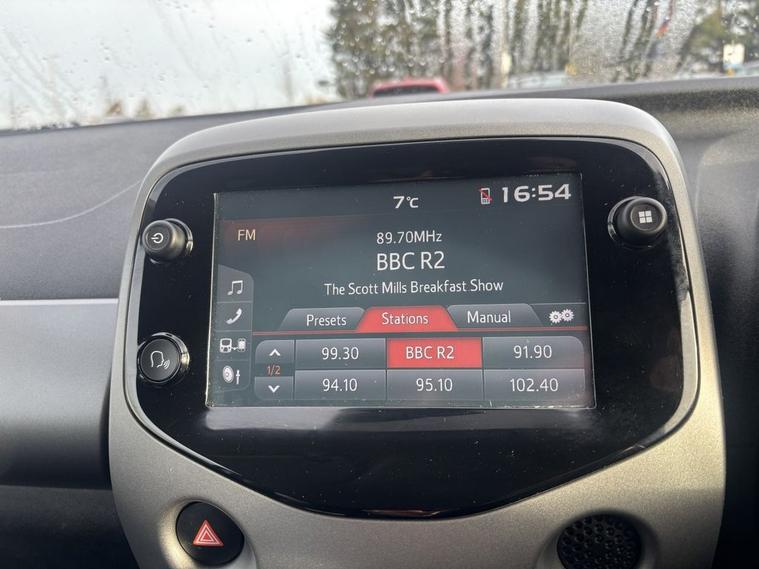 7°C
16:54
FM
89.70MHz
BBC R2
The Scott Mills Breakfast Show
Presets Stations Manual
99.30 BBC R2 91.90
1/2
94.10 95.10 102.40